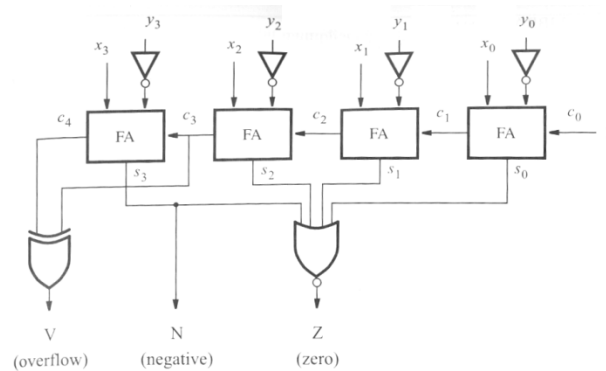 y3 y2 y1 y0
x3 x2 x1 x0
c4 FA c3 FA c2 FA c1 FA c0
s3 s2 s1 s0
V N Z
(overflow) (negative) (zero)